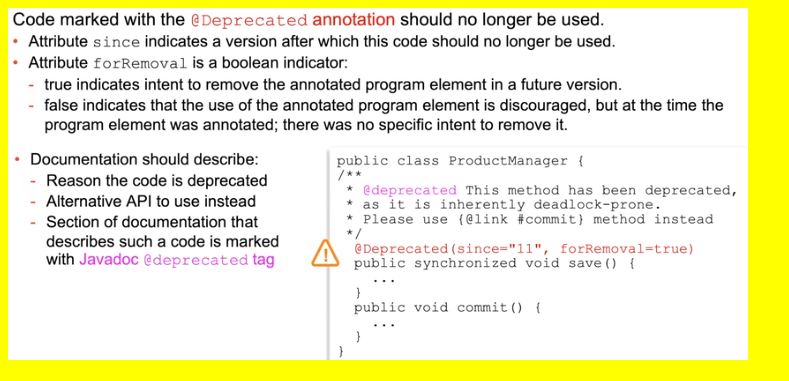 Code marked with the @Deprecated annotation should no longer be used.
• Attribute since indicates a version after which this code should no longer be used.
• Attribute forRemoval is a boolean indicator:
- true indicates intent to remove the annotated program element in a future version.
- false indicates that the use of the annotated program element is discouraged, but at the time the
program element was annotated; there was no specific intent to remove it.
• Documentation should describe:
- Reason the code is deprecated
- Alternative API to use instead
- Section of documentation that
describes such a code is marked
with Javadoc @deprecated tag
public class ProductManager {
/**
* @deprecated This method has been deprecated,
* as it is inherently deadlock-prone.
* Please use {@link #commit} method instead
*/
@Deprecated(since="11", forRemoval=true)
public synchronized void save() {
...
}
public void commit() {
...
}
}